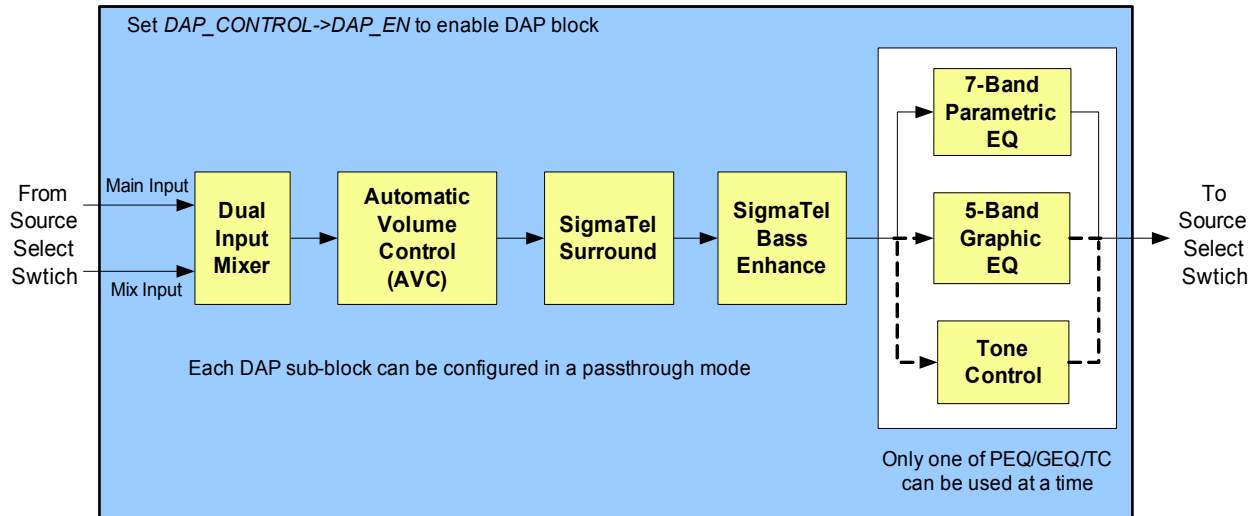 Set DAP_CONTROL->DAP_EN to enable DAP block
From
Source
Select
Swtich
Main Input
Mix Input
Dual
Input
Mixer
Automatic
Volume
Control
(AVC)
SigmaTel
Surround
SigmaTel
Bass
Enhance
7-Band
Parametric
EQ
5-Band
Graphic
EQ
Tone
Control
To
Source
Select
Swtich
Each DAP sub-block can be configured in a passthrough mode
Only one of PEQ/GEQ/TC
can be used at a time